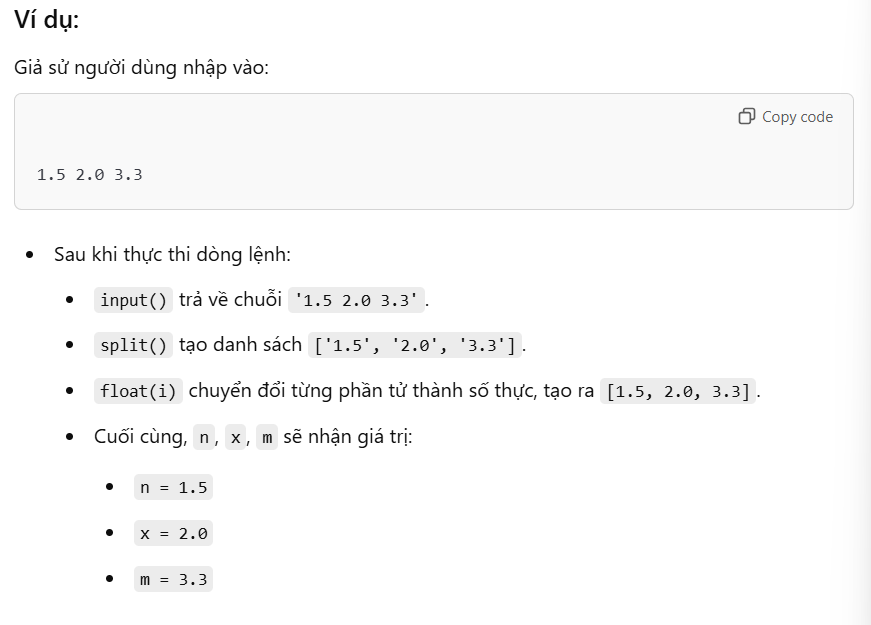 Ví dụ:
Giả sử người dùng nhập vào:
Copy code
1.5 2.0 3.3
Sau khi thực thi dòng lệnh:
input() trả về chuỗi '1.5 2.0 3.3'.
split() tạo danh sách ['1.5', '2.0', '3.3'].
float(i) chuyển đổi từng phần tử thành số thực, tạo ra [1.5, 2.0, 3.3].
Cuối cùng, n, x, m sẽ nhận giá trị:
n = 1.5
x = 2.0
m = 3.3